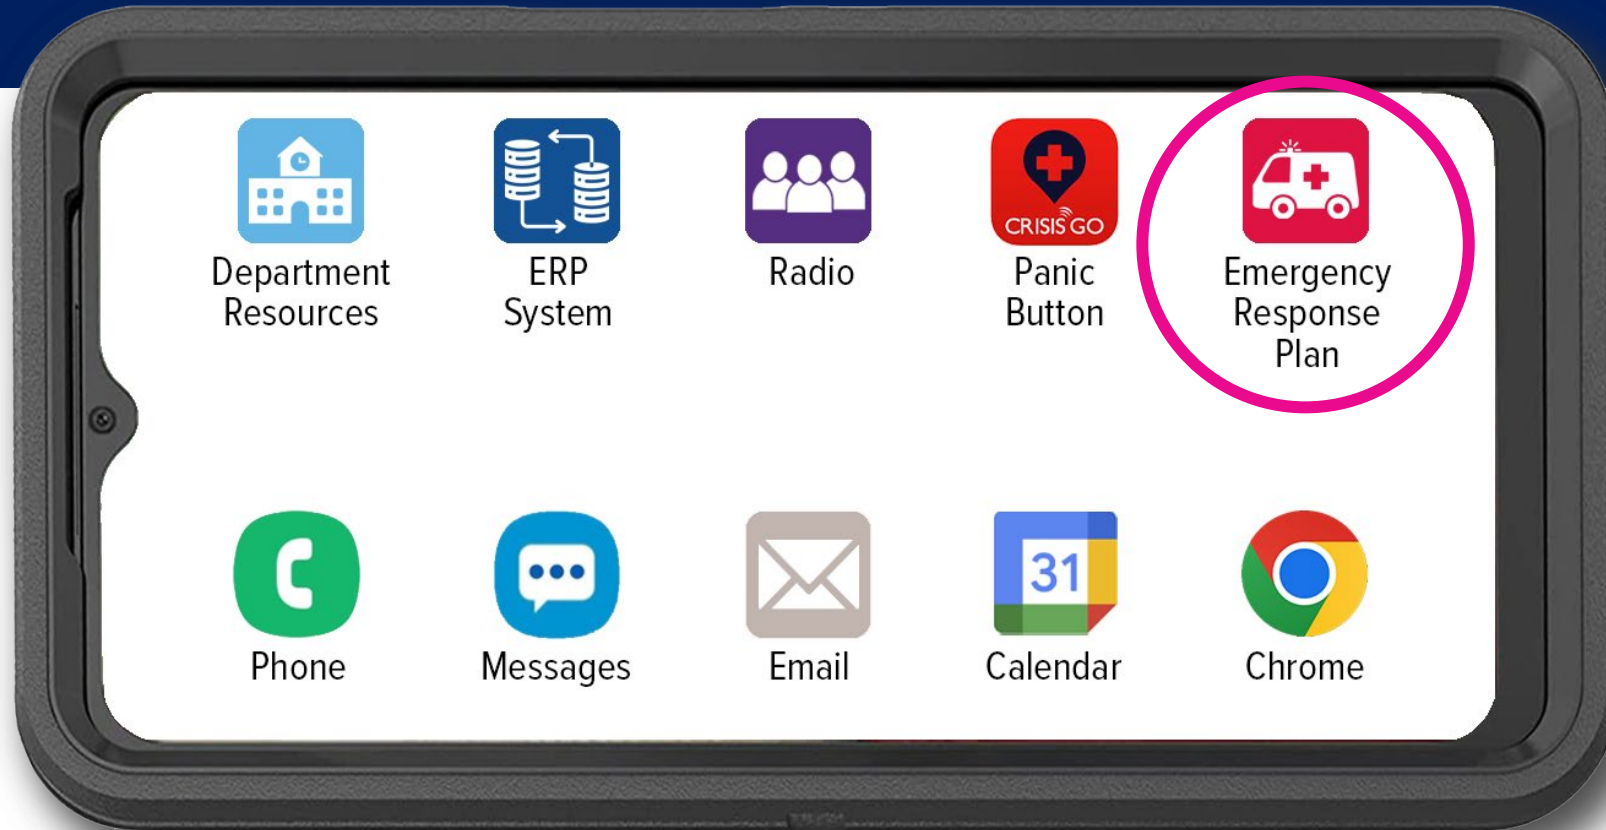 CRISIS GO
Department
Resources
ERP
System
Radio
Panic
Button
Emergency
Response
Plan
31
Phone
Messages
Email
Calendar
Chrome